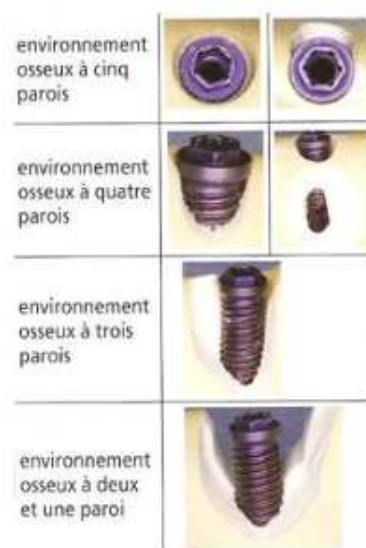 environnement
osseux à cinq
parois
environnement
osseux à quatre
parois
environnement
osseux à trois
parois
environnement
osseux à deux
et une paroi